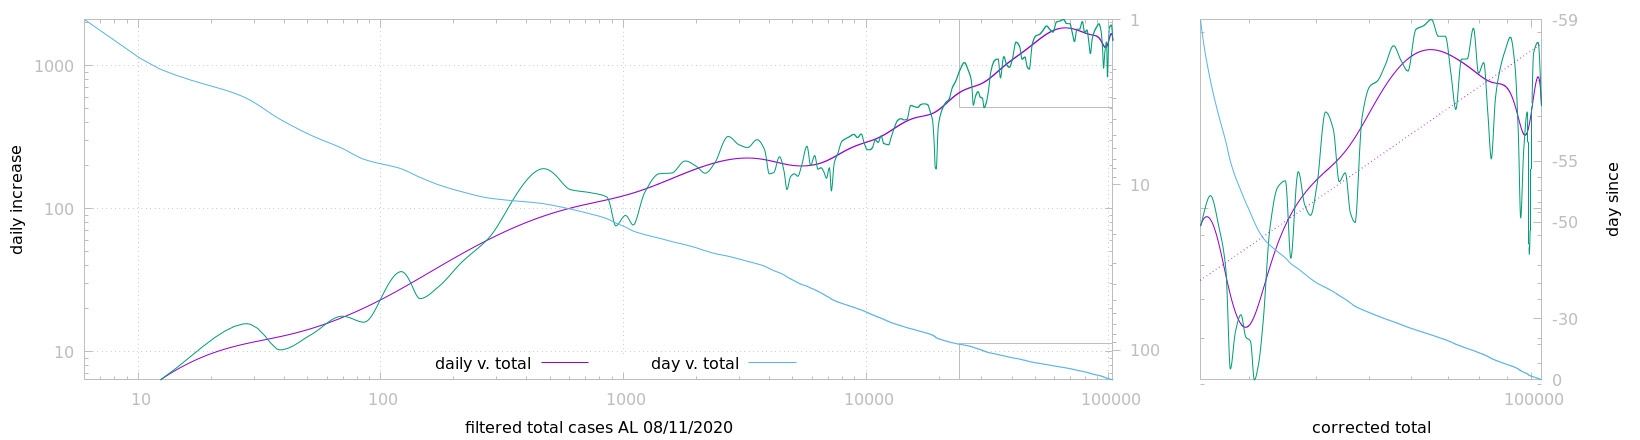 daily increase
1000
100
10
10
100
1000
10000
100000
1
10
100
daily v. total
day v. total
filtered total cases AL 08/11/2020
-59
-55
-50
-30
0
day since
100000
corrected total